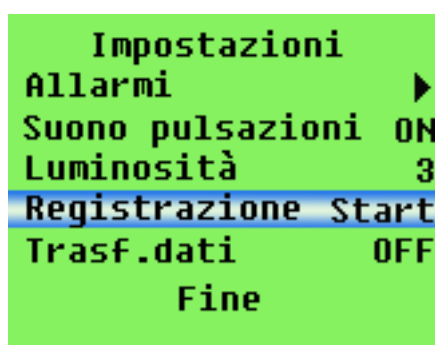 Impostazioni
Allarmi
Suono pulsazioni ON
Luminosità 3
Registrazione Start
Trasf.dati OFF
Fine